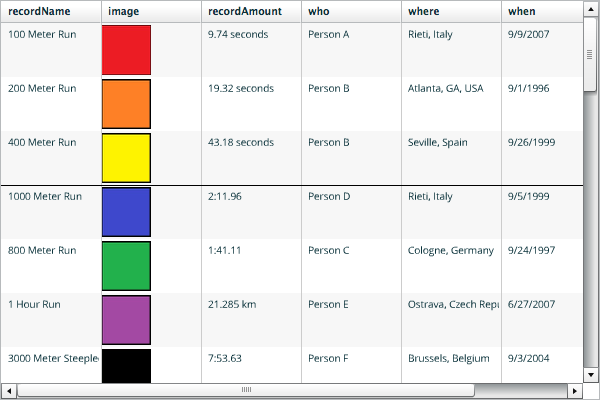 recordName image recordAmount who where when
100 Meter Run 9.74 seconds Person A Rieti, Italy 9/9/2007
200 Meter Run 19.32 seconds Person B Atlanta, GA, USA 9/1/1996
400 Meter Run 43.18 seconds Person B Seville, Spain 9/26/1999
1000 Meter Run 2:11.96 Person D Rieti, Italy 9/5/1999
800 Meter Run 1:41.11 Person C Cologne, Germany 9/24/1997
1 Hour Run 21.285 km Person E Ostrava, Czech Repu 6/27/2007
3000 Meter Steeple 7:53.63 Person F Brussels, Belgium 9/3/2004